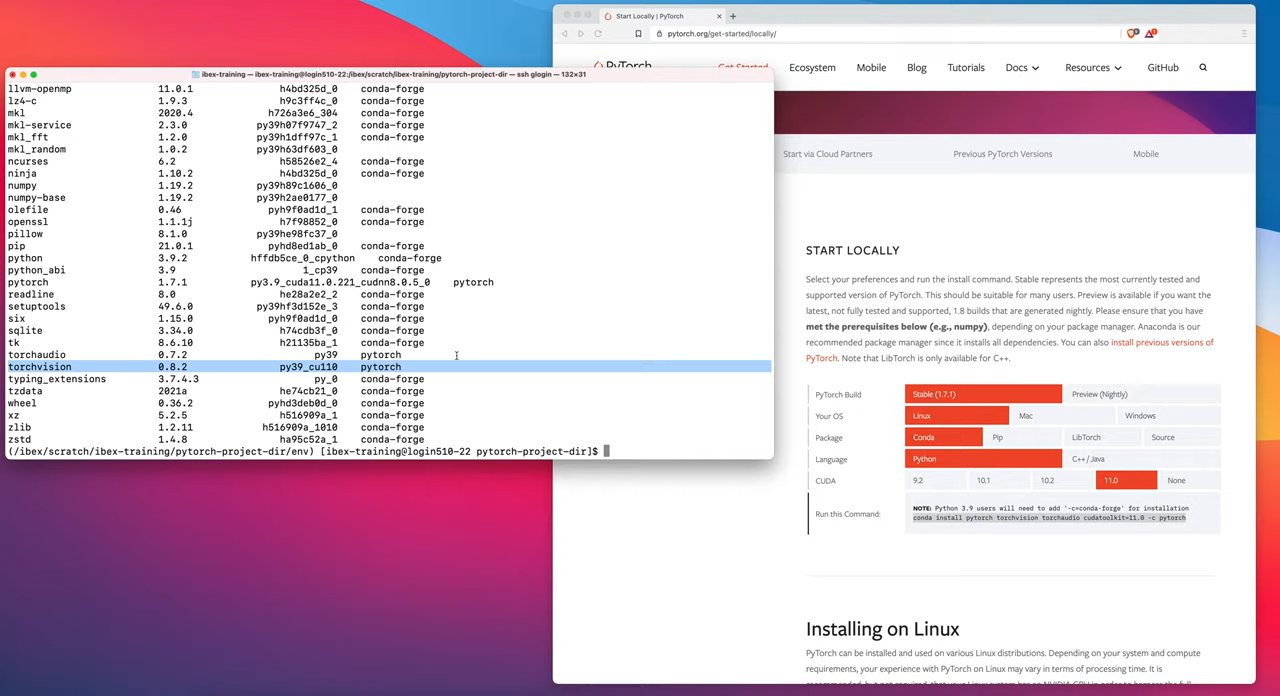 ibex-training — ibex-training@login510-22:/ibex/scratch/ibex-training/pytorch-project-dir — ssh glogin — 132×31
llvm-openmp 11.0.1 h4bd325d_0 conda-forge
lz4-c 1.9.3 h9c3ff4c_0 conda-forge
mkl 2020.4 h726a3e6_304 conda-forge
mkl-service 2.3.0 py39h07f9747_2 conda-forge
mkl_fft 1.2.0 py39h1dff97c_1 conda-forge
mkl_random 1.0.2 py39h63df603_0
ncurses 6.2 h58526e2_4 conda-forge
ninja 1.10.2 h4bd325d_0 conda-forge
numpy 1.19.2 py39h89c1606_0
numpy-base 1.19.2 py39h2ae0177_0
olefile 0.46 pyh9f0ad1d_1 conda-forge
openssl 1.1.1j h7f98852_0 conda-forge
pillow 8.1.0 py39he98fc37_0
pip 21.0.1 pyhd8ed1ab_0 conda-forge
python 3.9.2 hffdb5ce_0_cpython conda-forge
python_abi 3.9 1_cp39 conda-forge
pytorch 1.7.1 py3.9_cuda11.0.221_cudnn8.0.5_0 pytorch
readline 8.0 he28a2e2_2 conda-forge
setuptools 49.6.0 py39hf3d152e_3 conda-forge
six 1.15.0 pyh9f0ad1d_0 conda-forge
sqlite 3.34.0 h74cdb3f_0 conda-forge
tk 8.6.10 h21135ba_1 conda-forge
torchaudio 0.7.2 py39 pytorch
torchvision 0.8.2 py39_cu110 pytorch
typing_extensions 3.7.4.3 py_0 conda-forge
tzdata 2021a he74cb21_0 conda-forge
wheel 0.36.2 pyhd3deb0d_0 conda-forge
xz 5.2.5 h516909a_1 conda-forge
zlib 1.2.11 h516909a_1010 conda-forge
zstd 1.4.8 ha95c52a_1 conda-forge
(/ibex/scratch/ibex-training/pytorch-project-dir/env) [ibex-training@login510-22 pytorch-project-dir]$
Start Locally | PyTorch
pytorch.org/get-started/locally/
PyTorch Get Started Ecosystem Mobile Blog Tutorials Docs Resources GitHub
Start via Cloud Partners Previous PyTorch Versions Mobile
START LOCALLY
Select your preferences and run the install command. Stable represents the most currently tested and
supported version of PyTorch. This should be suitable for many users. Preview is available if you want the
latest, not fully tested and supported, 1.8 builds that are generated nightly. Please ensure that you have
met the prerequisites below (e.g., numpy), depending on your package manager. Anaconda is our
recommended package manager since it installs all dependencies. You can also install previous versions of
PyTorch. Note that LibTorch is only available for C++.
PyTorch Build Stable (1.7.1) Preview (Nightly)
Your OS Linux Mac Windows
Package Conda Pip LibTorch Source
Language Python C++ / Java
CUDA 9.2 10.1 10.2 11.0 None
Run this Command:
NOTE: Python 3.9 users will need to add '-c=conda-forge' for installation
conda install pytorch torchvision torchaudio cudatoolkit=11.0 -c pytorch
Installing on Linux
PyTorch can be installed and used on various Linux distributions. Depending on your system and compute
requirements, your experience with PyTorch on Linux may vary in terms of processing time. It is